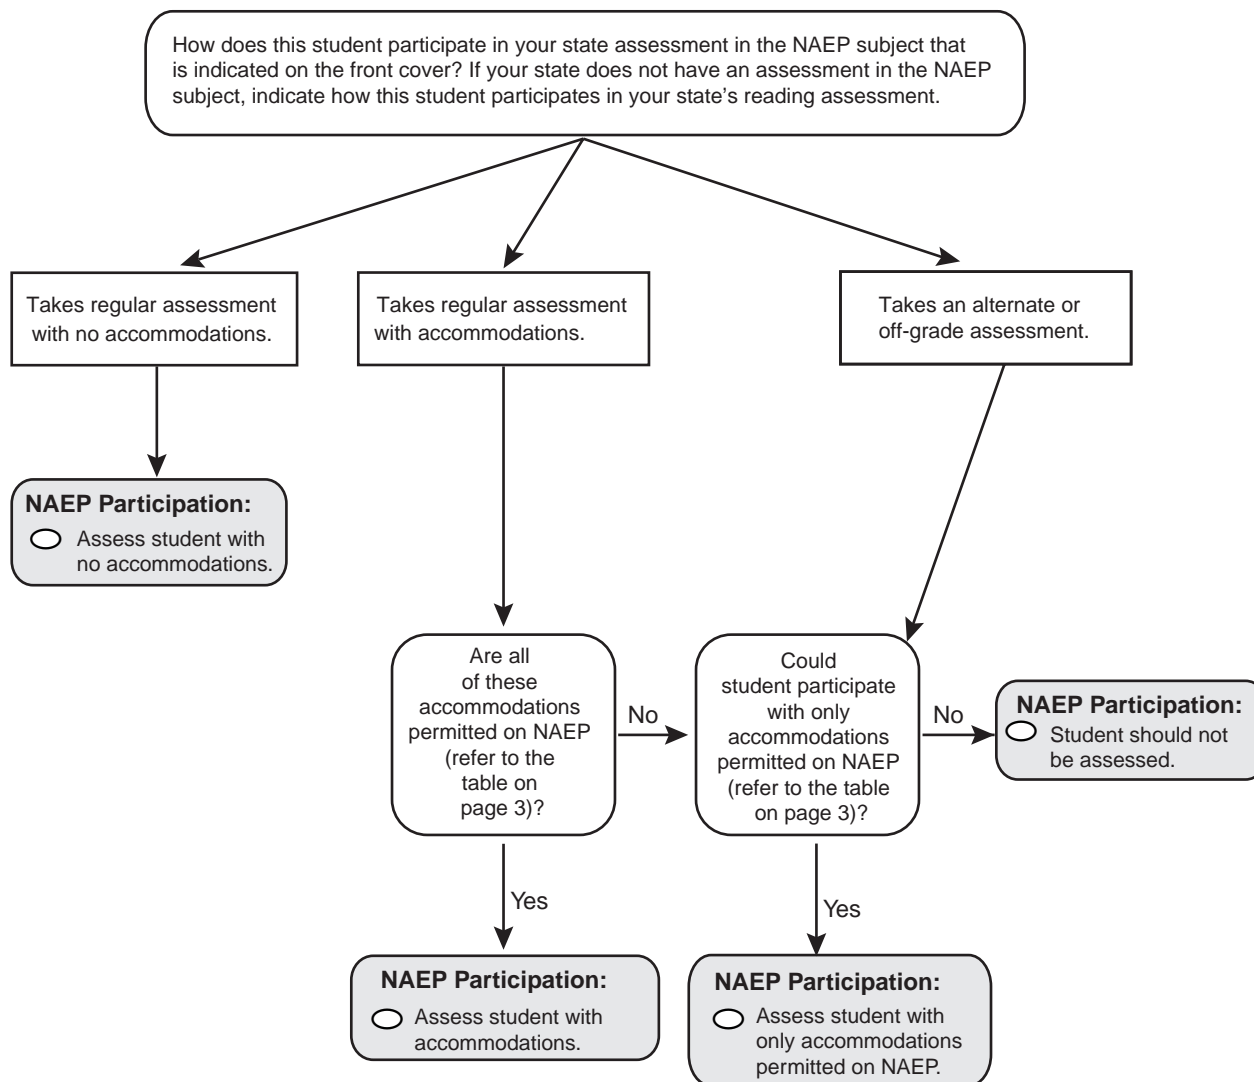 How does this student participate in your state assessment in the NAEP subject that
is indicated on the front cover? If your state does not have an assessment in the NAEP
subject, indicate how this student participates in your state's reading assessment.
Takes regular assessment
with no accommodations.
Takes regular assessment
with accommodations.
Takes an alternate or
off-grade assessment.
NAEP Participation:
Assess student with
no accommodations.
Are all
of these
accommodations
permitted on NAEP
(refer to the
table on
page 3)?
No
Could
student participate
with only
accommodations
permitted on NAEP
(refer to the table
on page 3)?
No
NAEP Participation:
Student should not
be assessed.
Yes
Yes
NAEP Participation:
Assess student with
accommodations.
NAEP Participation:
Assess student with
only accommodations
permitted on NAEP.